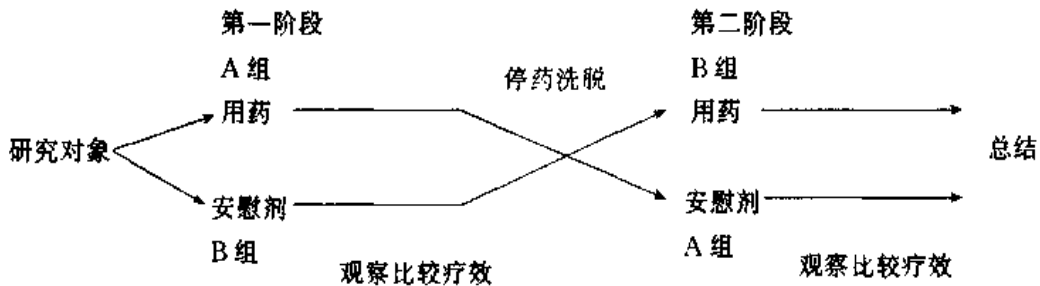 第一阶段
第二阶段
A 组
B 组
停药洗脱
用药
用药
研究对象
总结
安慰剂
安慰剂
B 组
A 组
观察比较疗效
观察比较疗效